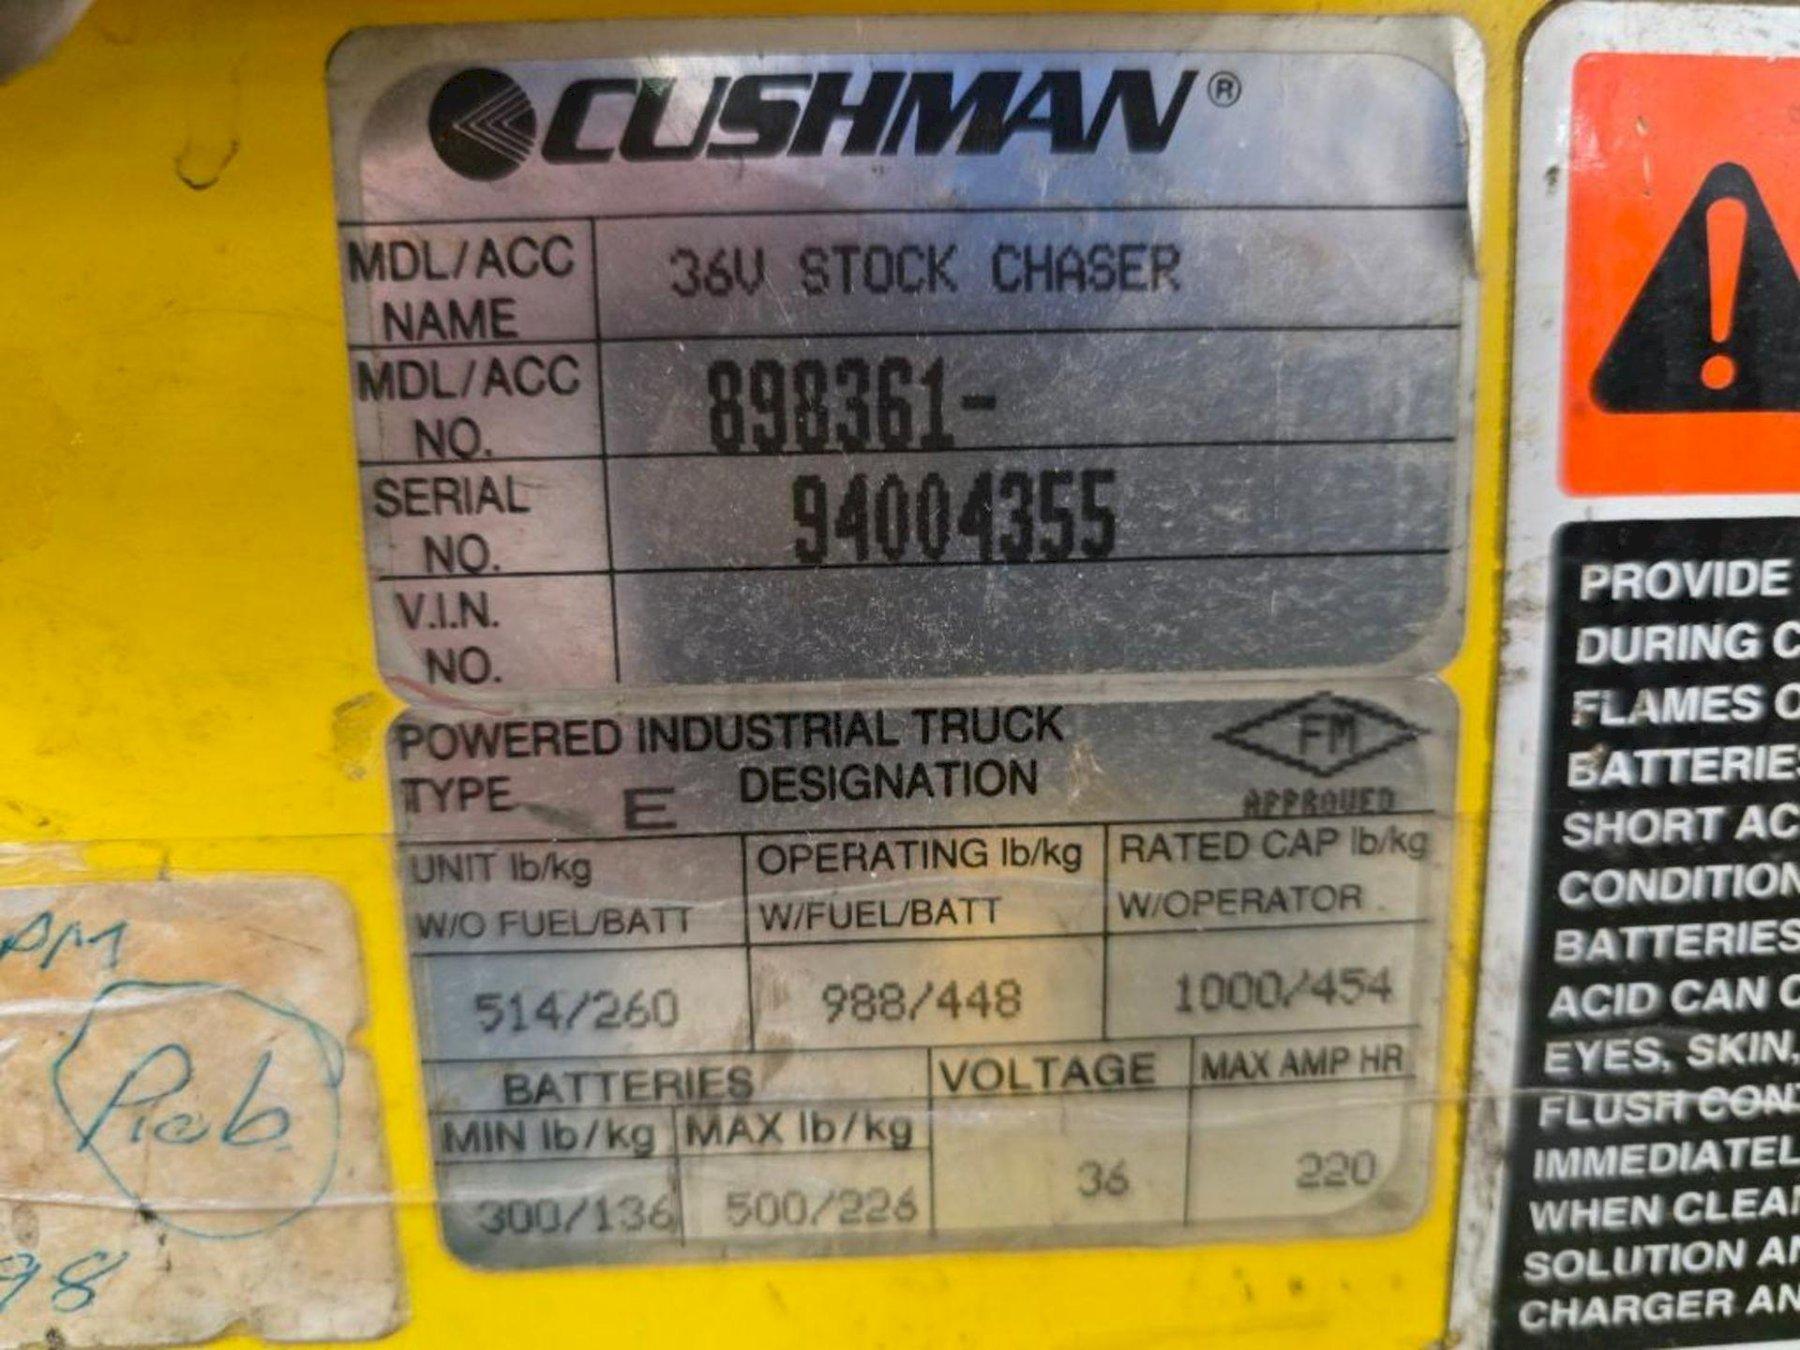 CUSHMAN®
MDL/ACC NAME 36V STOCK CHASER
MDL/ACC NO. 898361-
SERIAL NO. 94004355
V.I.N. NO.
POWERED INDUSTRIAL TRUCK
TYPE E DESIGNATION
FM
APPROVED
UNIT lb/kg OPERATING lb/kg RATED CAP lb/kg
W/O FUEL/BATT W/FUEL/BATT W/OPERATOR
514/260 988/448 1000/454
BATTERIES VOLTAGE MAX AMP HR
MIN lb/kg MAX lb/kg
300/136 500/226 36 220
PM
98
PROVIDE
DURING C
FLAMES O
BATTERIES
SHORT AC
CONDITION
BATTERIES
ACID CAN C
EYES, SKIN,
FLUSH CONT
IMMEDIATEL
WHEN CLEAN
SOLUTION AN
CHARGER AN